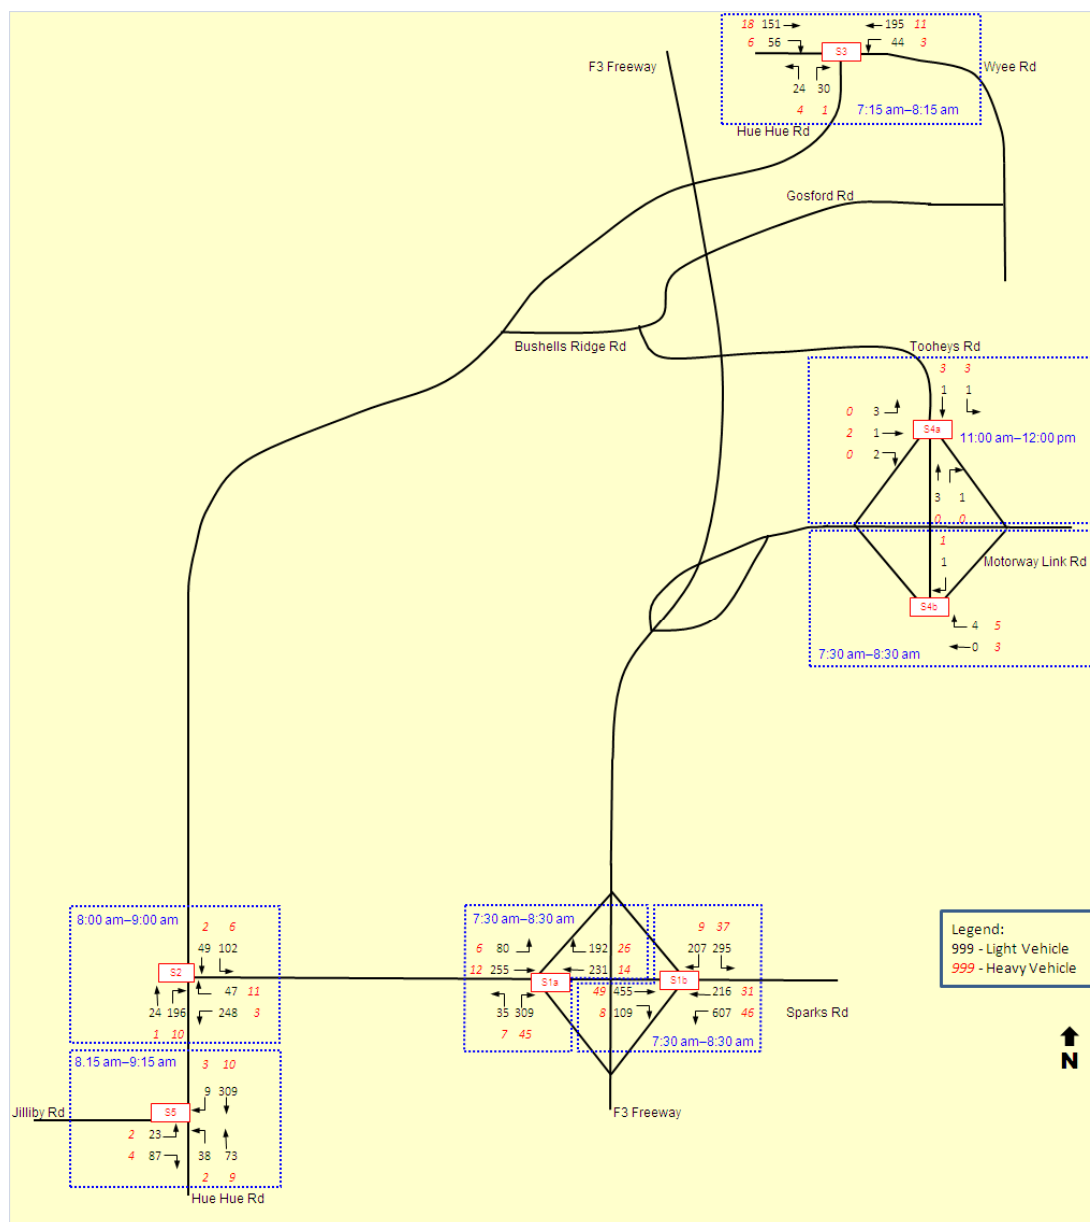 18 151 195 11
6 56 S3 44 3
F3 Freeway
Wyee Rd
24 30
4 1 7:15 am–8:15 am
Hue Hue Rd
Gosford Rd
Bushells Ridge Rd
Tooheys Rd
3 3
1 1
0 3
2 1 S4a 11:00 am–12:00 pm
0 2
3 1
0 0
1
1 Motorway Link Rd
S4b
4 5
0 3
7:30 am–8:30 am
8:00 am–9:00 am
2 6
49 102
S2
47 11
24 196 248 3
1 10
7:30 am–8:30 am
6 80 192 26
12 255 231 14
S1a
35 309
7 45
9 37
207 295
S1b
49 455 216 31
8 109 607 46
7:30 am–8:30 am
Sparks Rd
Legend:
999 - Light Vehicle
999 - Heavy Vehicle
N
8.15 am–9:15 am
3 10
9 309
Jilliby Rd S5
2 23
4 87 38 73
2 9
Hue Hue Rd
F3 Freeway